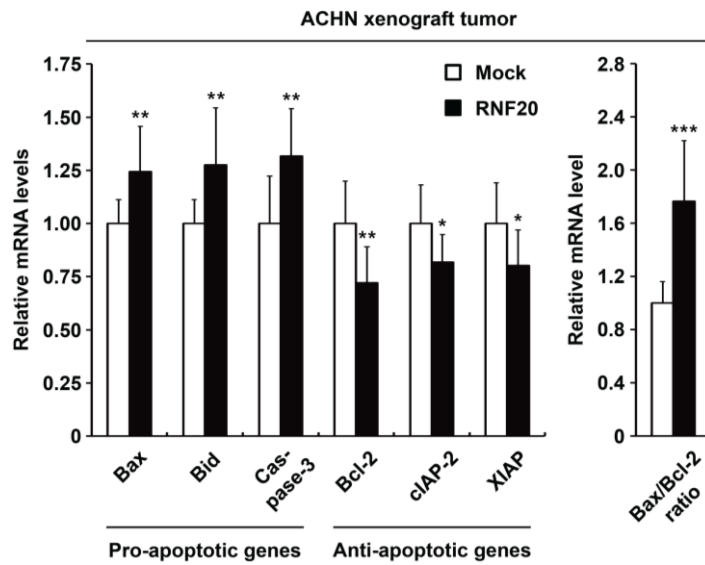 ACHN xenograft tumor
Relative mRNA levels
1.75
1.50
1.25
1.00
0.75
0.50
0.25
0
Mock
RNF20
**
**
**
**
*
*
Bax
Bid
Cas-
pase-3
Bcl-2
cIAP-2
XIAP
Pro-apoptotic genes
Anti-apoptotic genes
Relative mRNA level
2.8
2.4
2.0
1.6
1.2
0.8
0.4
0
***
Bax/Bcl-2
ratio